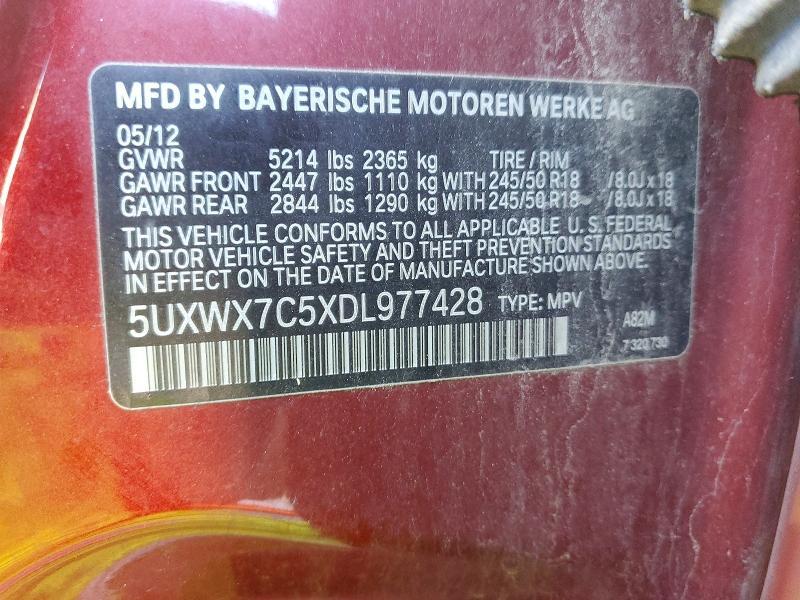 MFD BY BAYERISCHE MOTOREN WERKE AG
05/12
GVWR 5214 lbs 2365 kg TIRE / RIM
GAWR FRONT 2447 lbs 1110 kg WITH 245/50 R18 /8.0J x 18
GAWR REAR 2844 lbs 1290 kg WITH 245/50 R18 /8.0J x 18
THIS VEHICLE CONFORMS TO ALL APPLICABLE U.S. FEDERAL
MOTOR VEHICLE SAFETY AND THEFT PREVENTION STANDARDS
IN EFFECT ON THE DATE OF MANUFACTURE SHOWN ABOVE.
5UXWX7C5XDL977428 TYPE: MPV A82M
7 320 730